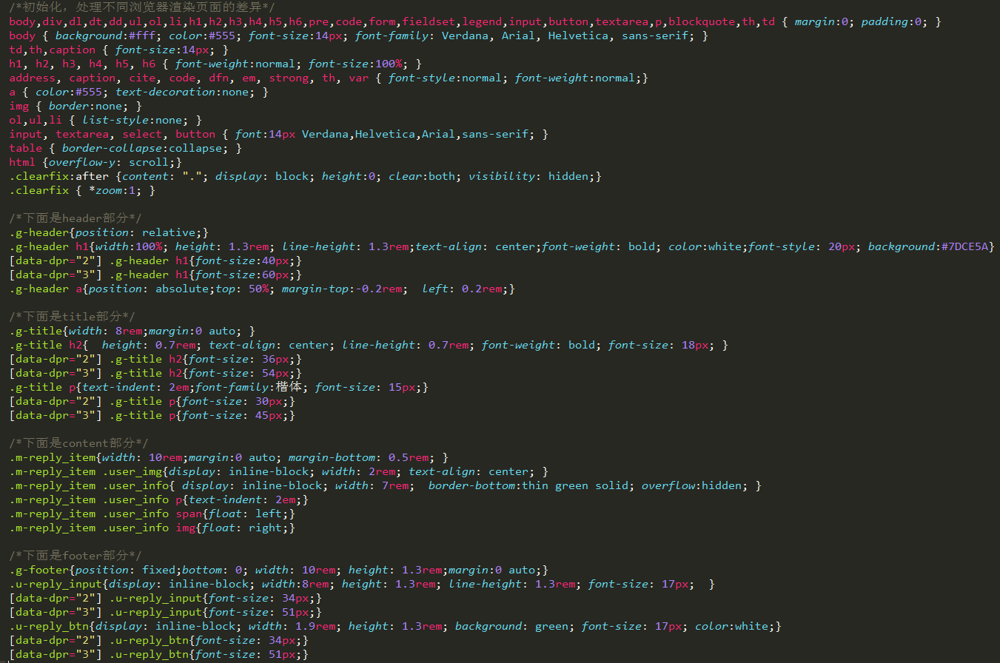 /*初始化，处理不同浏览器渲染页面的差异*/
body,div,dl,dt,dd,ul,ol,li,h1,h2,h3,h4,h5,h6,pre,code,form,fieldset,legend,input,button,textarea,p,blockquote,th,td { margin:0; padding:0; }
body { background:#fff; color:#555; font-size:14px; font-family: Verdana, Arial, Helvetica, sans-serif; }
td,th,caption { font-size:14px; }
h1, h2, h3, h4, h5, h6 { font-weight:normal; font-size:100%; }
address, caption, cite, code, dfn, em, strong, th, var { font-style:normal; font-weight:normal;}
a { color:#555; text-decoration:none; }
img { border:none; }
ol,ul,li { list-style:none; }
input, textarea, select, button { font:14px Verdana,Helvetica,Arial,sans-serif; }
table { border-collapse:collapse; }
html {overflow-y: scroll;}
.clearfix:after {content: "."; display: block; height:0; clear:both; visibility: hidden;}
.clearfix { *zoom:1; }
/*下面是header部分*/
.g-header{position: relative;}
.g-header h1{width:100%; height: 1.3rem; line-height: 1.3rem;text-align: center;font-weight: bold; color:white;font-style: 20px; background:#7DCE5A}
[data-dpr="2"] .g-header h1{font-size:40px;}
[data-dpr="3"] .g-header h1{font-size:60px;}
.g-header a{position: absolute;top: 50%; margin-top:-0.2rem;  left: 0.2rem;}
/*下面是title部分*/
.g-title{width: 8rem;margin:0 auto; }
.g-title h2{  height: 0.7rem; text-align: center; line-height: 0.7rem; font-weight: bold; font-size: 18px; }
[data-dpr="2"] .g-title h2{font-size: 36px;}
[data-dpr="3"] .g-title h2{font-size: 54px;}
.g-title p{text-indent: 2em;font-family:楷体; font-size: 15px;}
[data-dpr="2"] .g-title p{font-size: 30px;}
[data-dpr="3"] .g-title p{font-size: 45px;}
/*下面是content部分*/
.m-reply_item{width: 10rem;margin:0 auto; margin-bottom: 0.5rem; }
.m-reply_item .user_img{display: inline-block; width: 2rem; text-align: center; }
.m-reply_item .user_info{ display: inline-block; width: 7rem;  border-bottom:thin green solid; overflow:hidden; }
.m-reply_item .user_info p{text-indent: 2em;}
.m-reply_item .user_info span{float: left;}
.m-reply_item .user_info img{float: right;}
/*下面是footer部分*/
.g-footer{position: fixed;bottom: 0; width: 10rem; height: 1.3rem;margin:0 auto;}
.u-reply_input{display: inline-block; width:8rem; height: 1.3rem; line-height: 1.3rem; font-size: 17px;  }
[data-dpr="2"] .u-reply_input{font-size: 34px;}
[data-dpr="3"] .u-reply_input{font-size: 51px;}
.u-reply_btn{display: inline-block; width: 1.9rem; height: 1.3rem; background: green; font-size: 17px; color:white;}
[data-dpr="2"] .u-reply_btn{font-size: 34px;}
[data-dpr="3"] .u-reply_btn{font-size: 51px;}